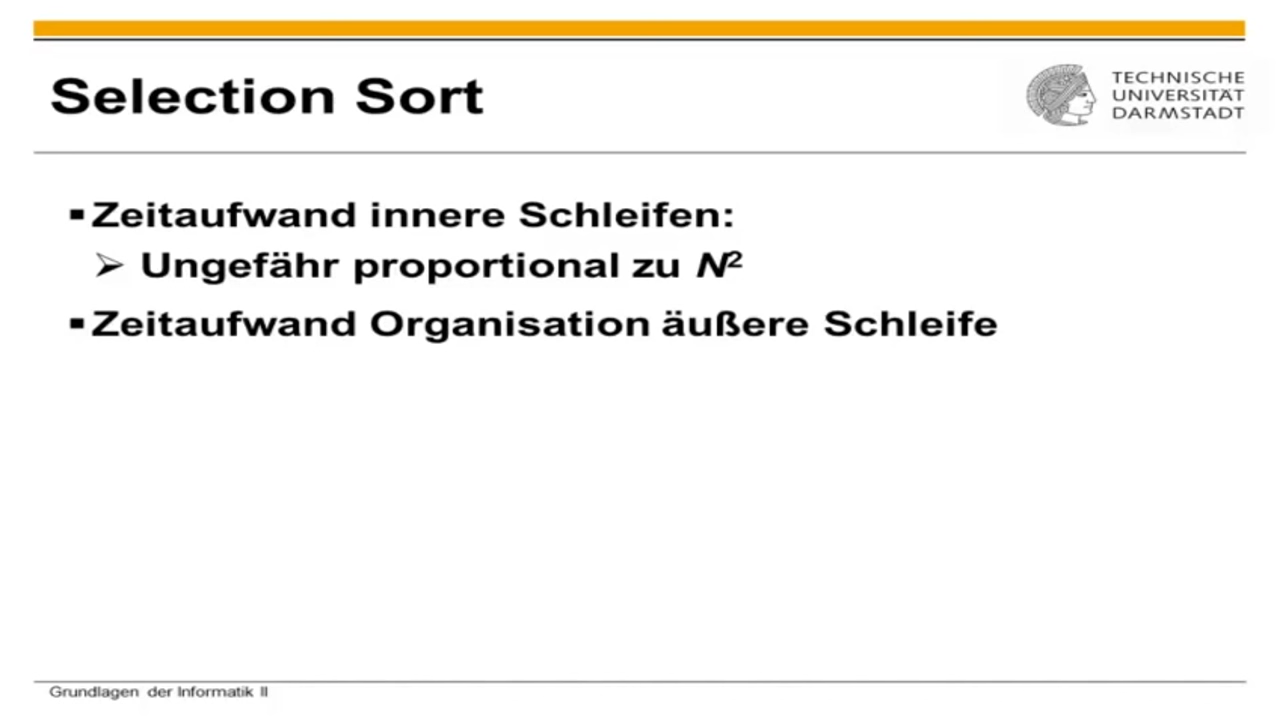 Selection Sort
TECHNISCHE
UNIVERSITÄT
DARMSTADT
▪ Zeitaufwand innere Schleifen:
➢ Ungefähr proportional zu N²
▪ Zeitaufwand Organisation äußere Schleife
Grundlagen der Informatik II